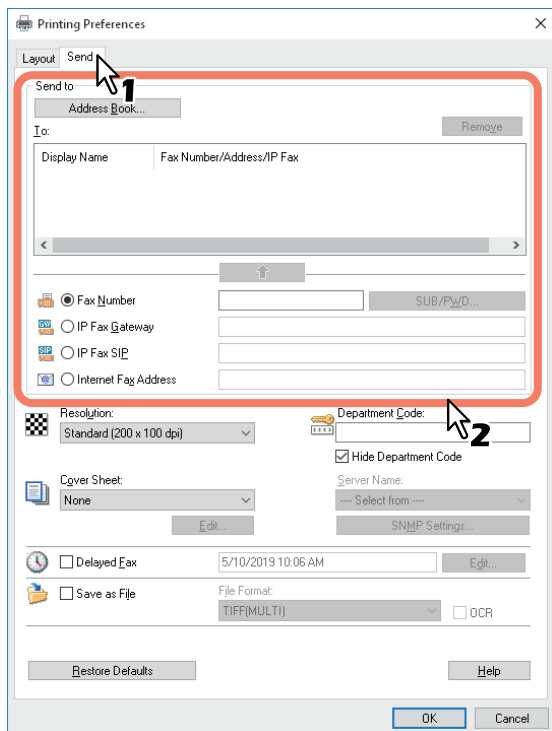 Printing Preferences
Layout Send
1
Send to
Address Book...
To:
Remove
Display Name Fax Number/Address/IP Fax
Fax Number SUB/PWD...
GW IP Fax Gateway
SIP IP Fax SIP
@ Internet Fax Address
2
Resolution: Department Code:
Standard (200 x 100 dpi)
Hide Department Code
Cover Sheet: Server Name:
None ---- Select from ----
Edit... SNMP Settings...
Delayed Fax 5/10/2019 10:06 AM Edit...
Save as File File Format:
TIFF(MULTI) OCR
Restore Defaults Help
OK Cancel